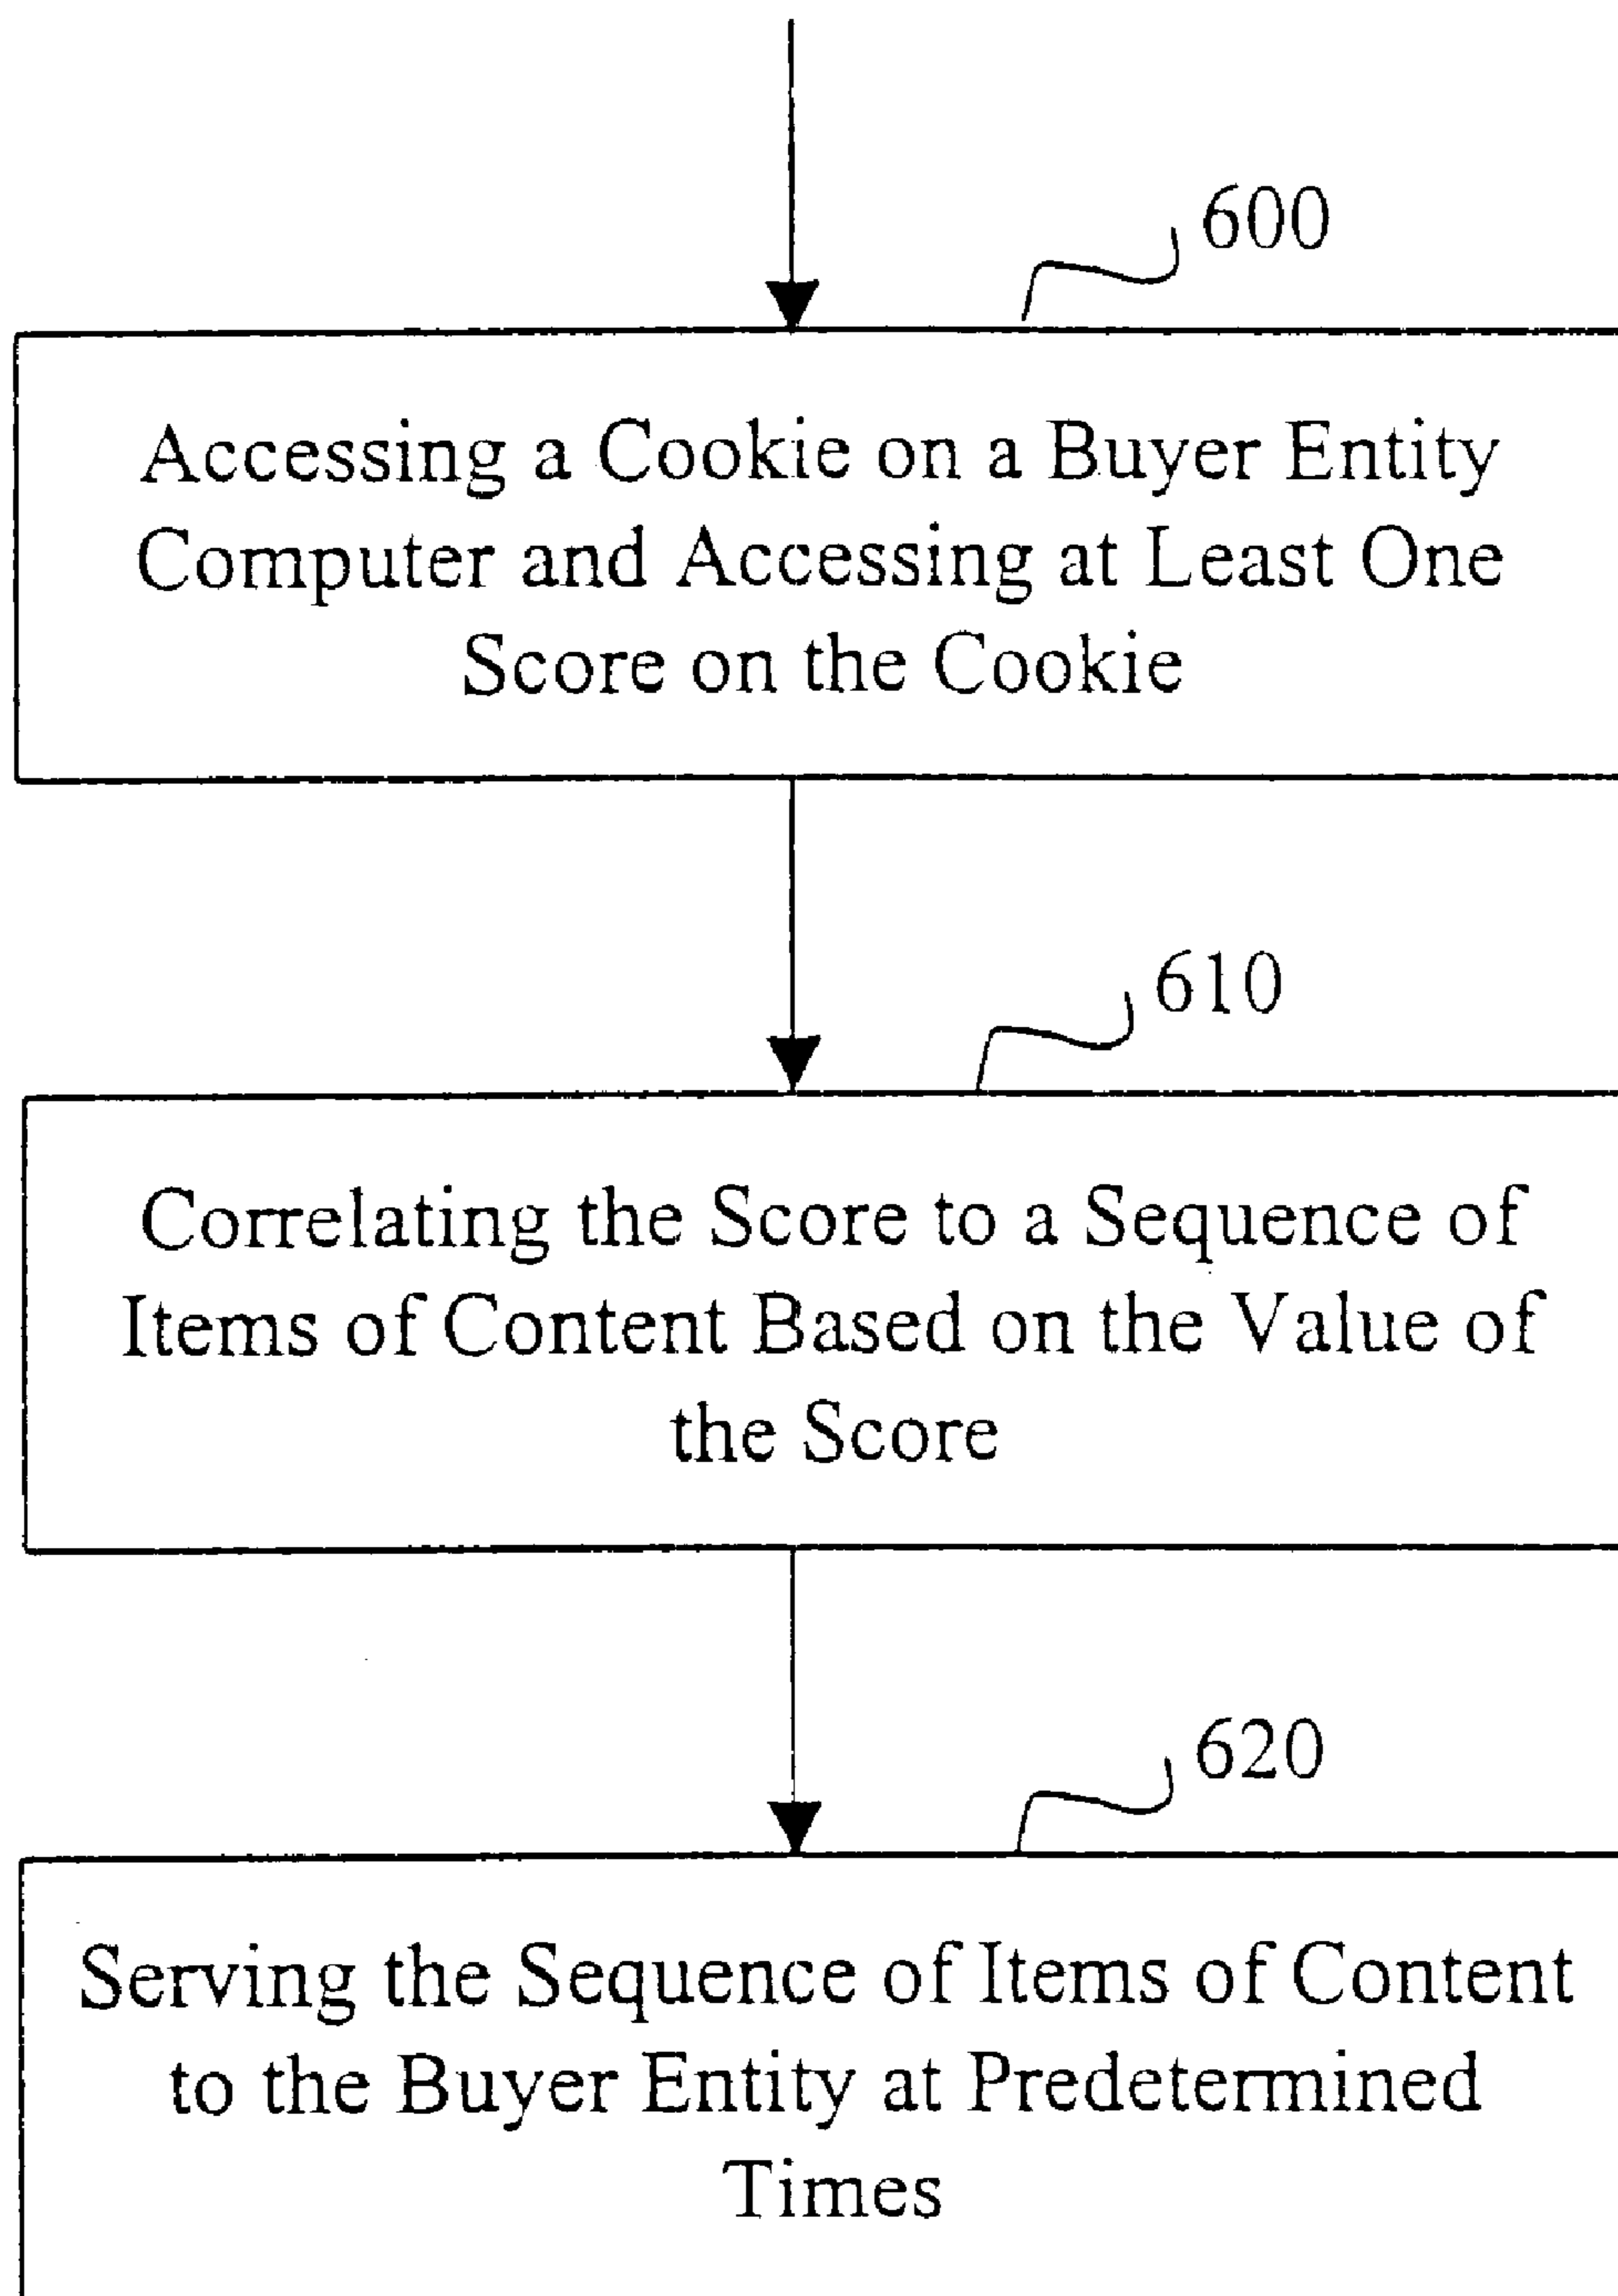 600
Accessing a Cookie on a Buyer Entity
Computer and Accessing at Least One
Score on the Cookie
610
Correlating the Score to a Sequence of
Items of Content Based on the Value of
the Score
620
Serving the Sequence of Items of Content
to the Buyer Entity at Predetermined
Times